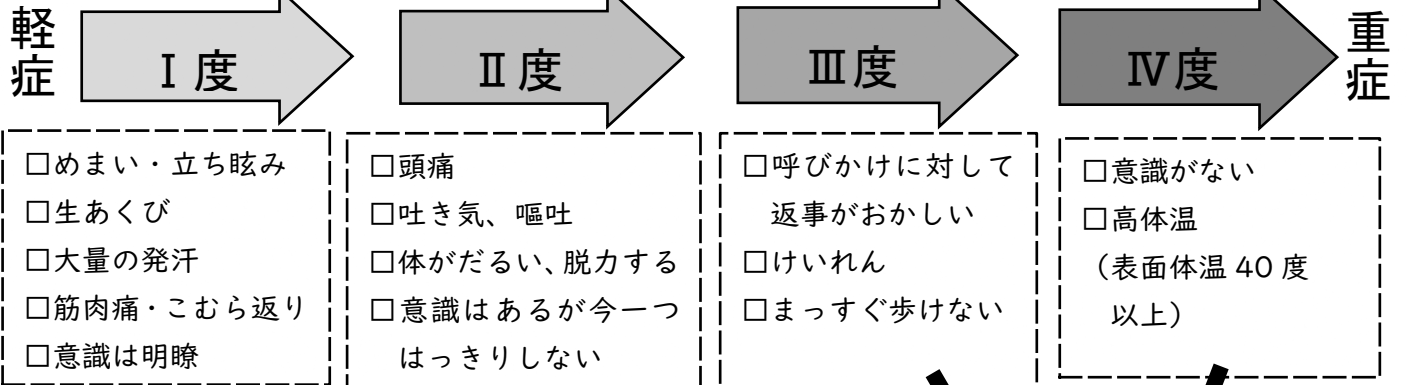 軽症
Ⅰ度
Ⅱ度
Ⅲ度
Ⅳ度
重症
□めまい・立ち眩み
□生あくび
□大量の発汗
□筋肉痛・こむら返り
□意識は明瞭
□頭痛
□吐き気、嘔吐
□体がだるい、脱力する
□意識はあるが今一つ
はっきりしない
□呼びかけに対して
返事がおかしい
□けいれん
□まっすぐ歩けない
□意識がない
□高体温
（表面体温 40 度
以上）